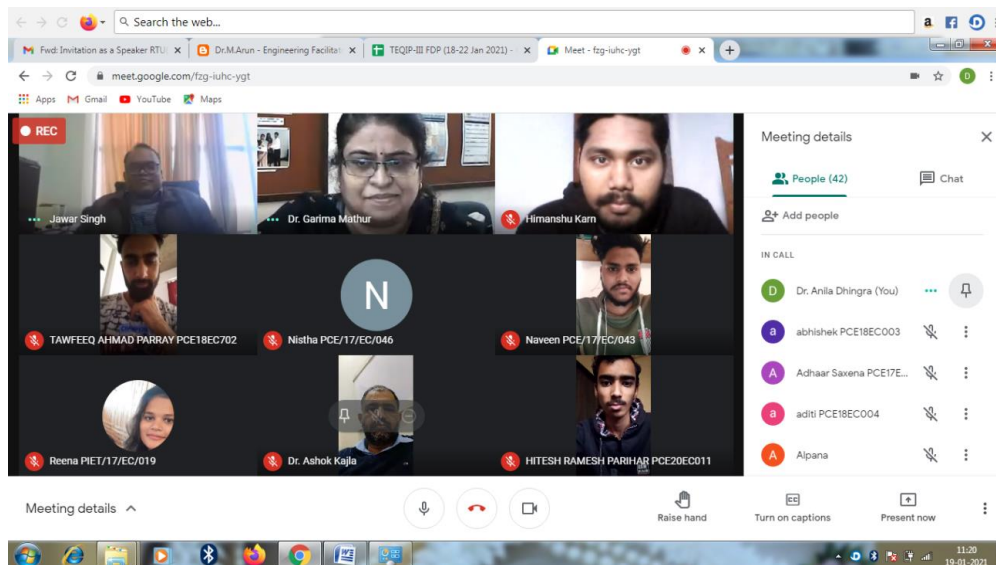 Search the web...
Fwd: Invitation as a Speaker RTU
Dr.M.Arun - Engineering Facilitat
TEQIP-III FDP (18-22 Jan 2021) -
Meet - fzg-iuhc-ygt
meet.google.com/fzg-iuhc-ygt
D
Apps
Gmail
YouTube
Maps
REC
Jawar Singh
Dr. Garima Mathur
Himanshu Karn
TAWFEEQ AHMAD PARRAY PCE18EC702
N
Nistha PCE/17/EC/046
Naveen PCE/17/EC/043
Reena PIET/17/EC/019
Dr. Ashok Kajla
HITESH RAMESH PARIHAR PCE20EC011
Meeting details
People (42)
Chat
Add people
IN CALL
D Dr. Anila Dhingra (You)
a abhishek PCE18EC003
A Adhaar Saxena PCE17E...
a aditi PCE18EC004
A Alpana
Meeting details
Raise hand
CC
Turn on captions
Present now
11:20
19-01-2021